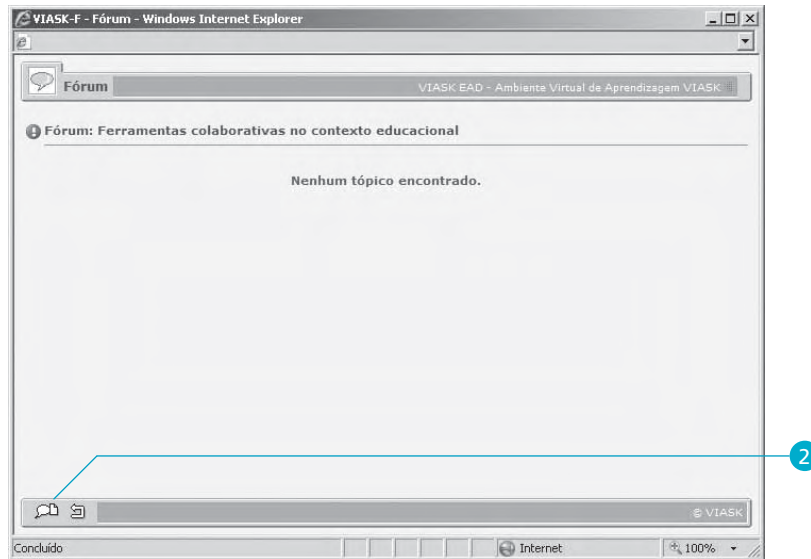 VIASK-F - Fórum - Windows Internet Explorer
Fórum
VIASK EAD - Ambiente Virtual de Aprendizagem VIASK
Fórum: Ferramentas colaborativas no contexto educacional
Nenhum tópico encontrado.
2
© VIASK
Concluído
Internet
100%